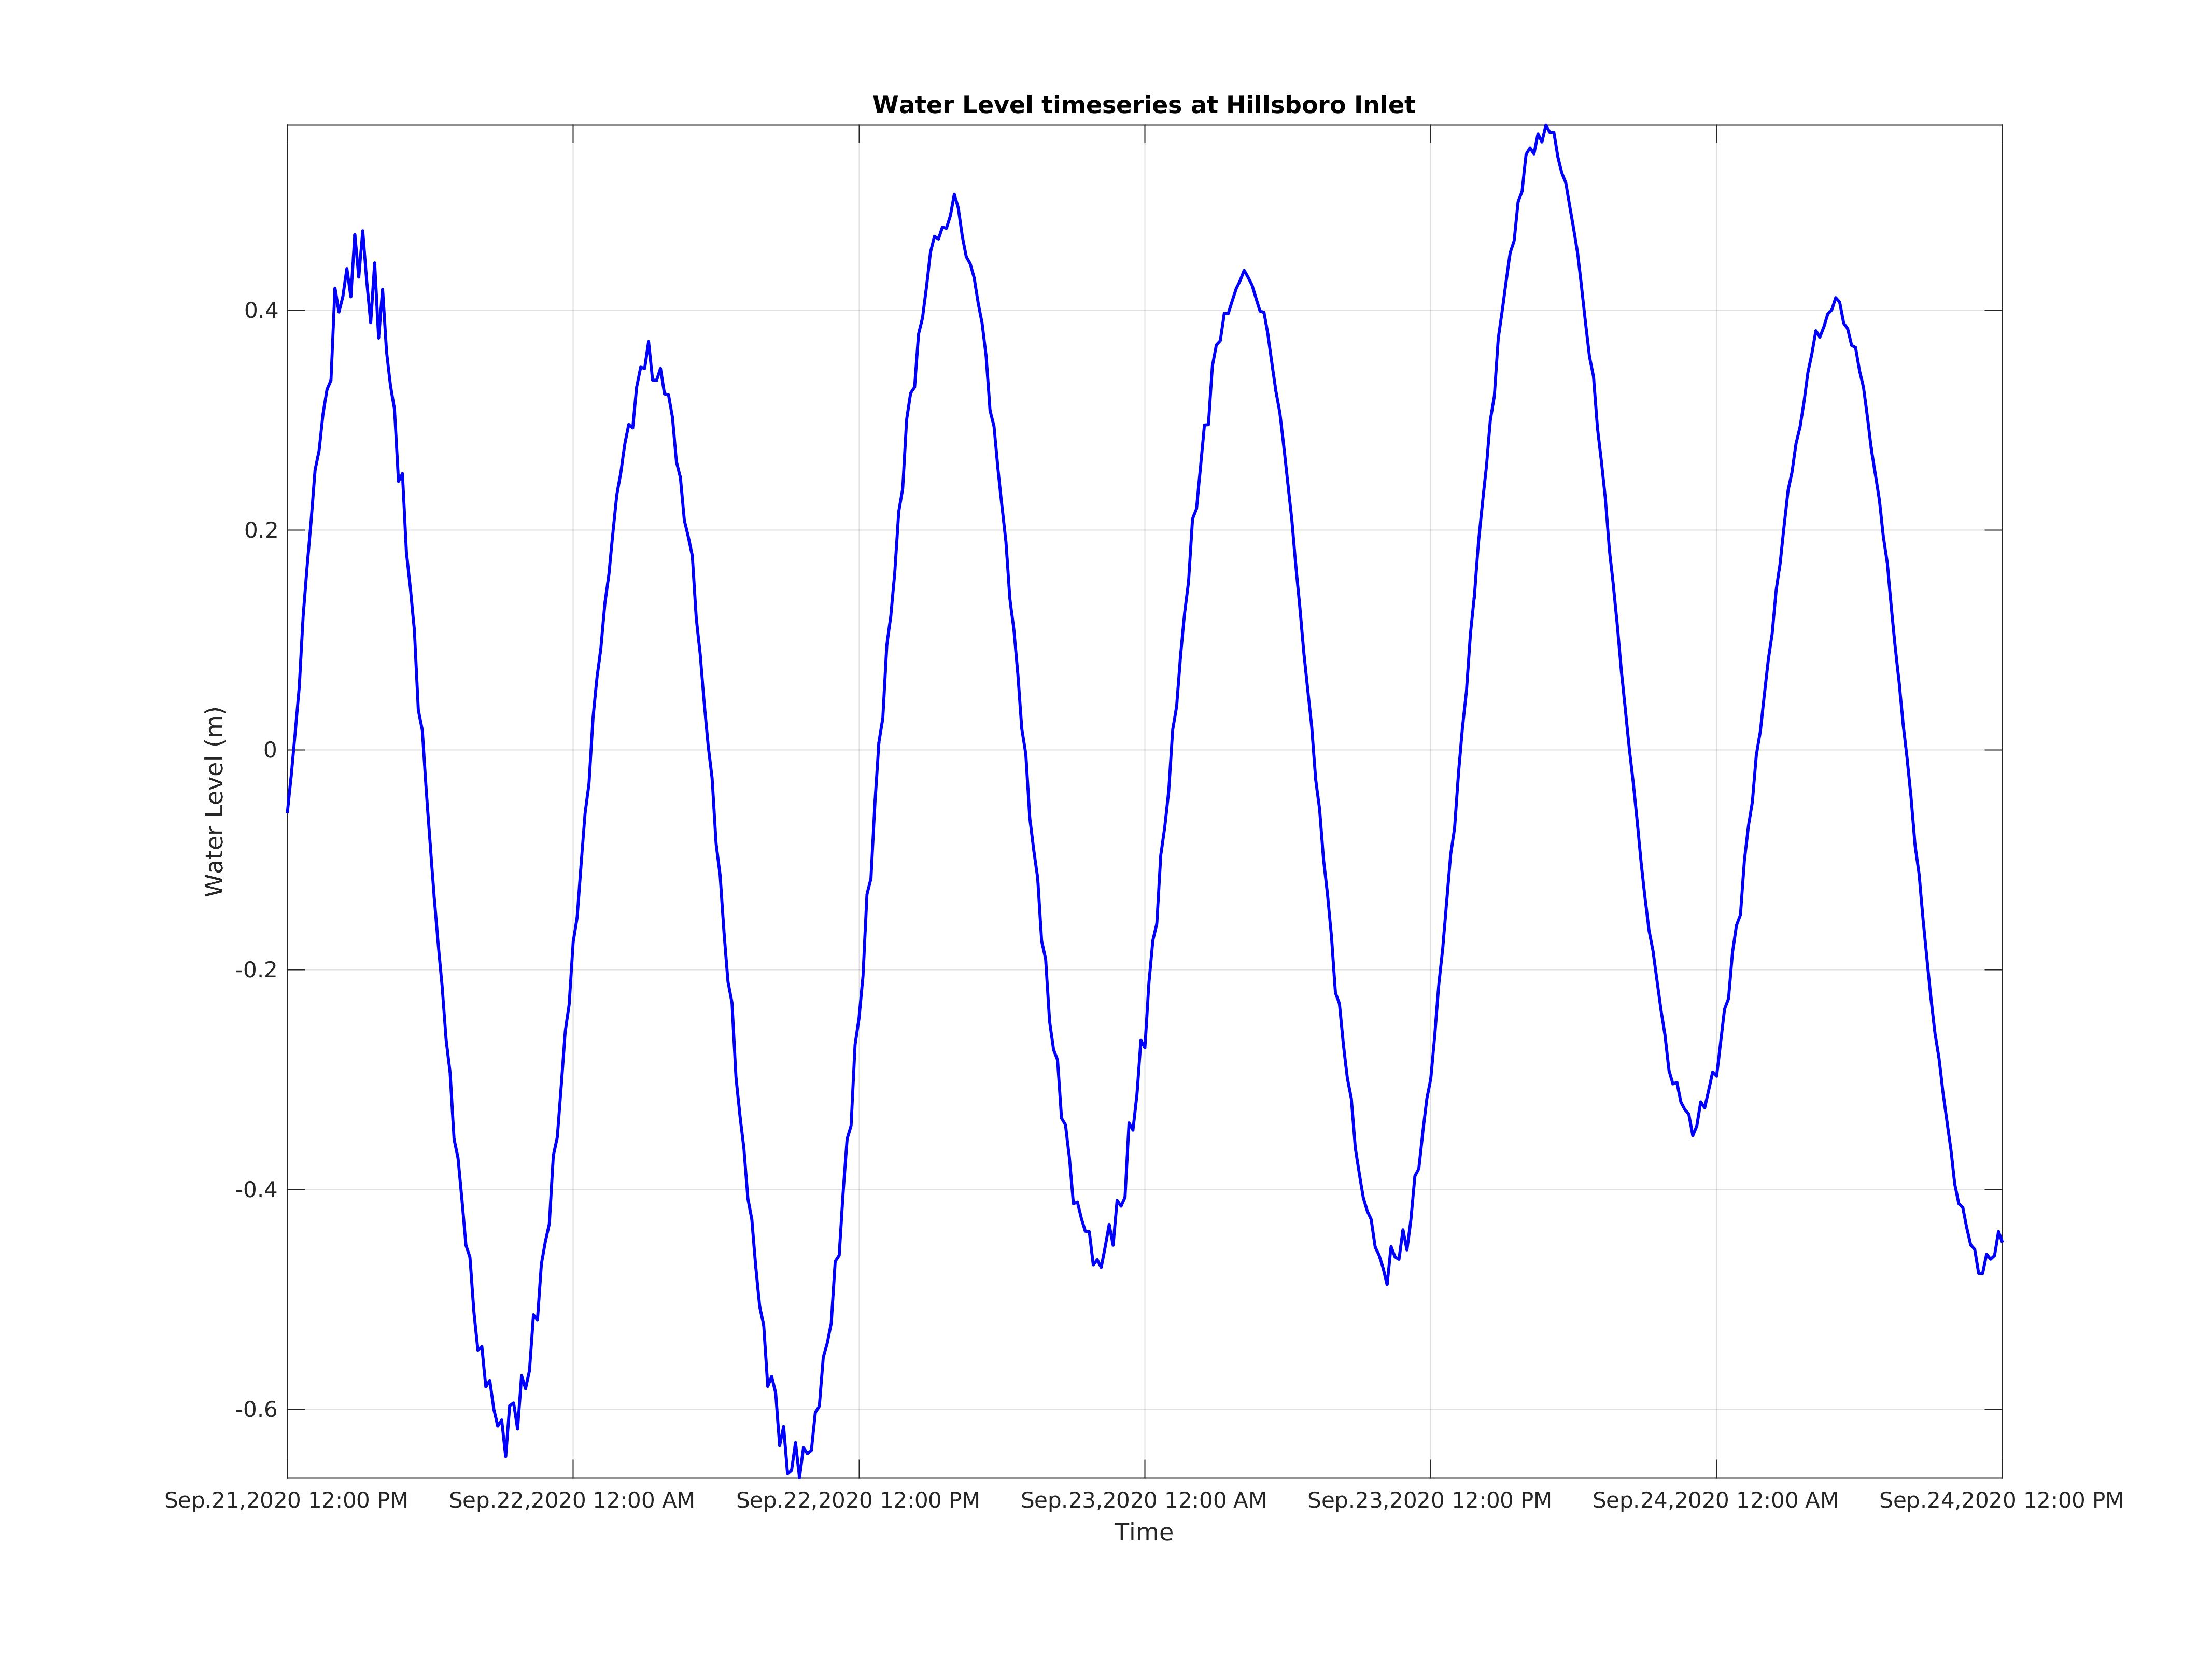 Water Level timeseries at Hillsboro Inlet
0.4
0.2
0
-0.2
-0.4
-0.6
Water Level (m)
Sep.21,2020 12:00 PM
Sep.22,2020 12:00 AM
Sep.22,2020 12:00 PM
Sep.23,2020 12:00 AM
Sep.23,2020 12:00 PM
Sep.24,2020 12:00 AM
Sep.24,2020 12:00 PM
Time